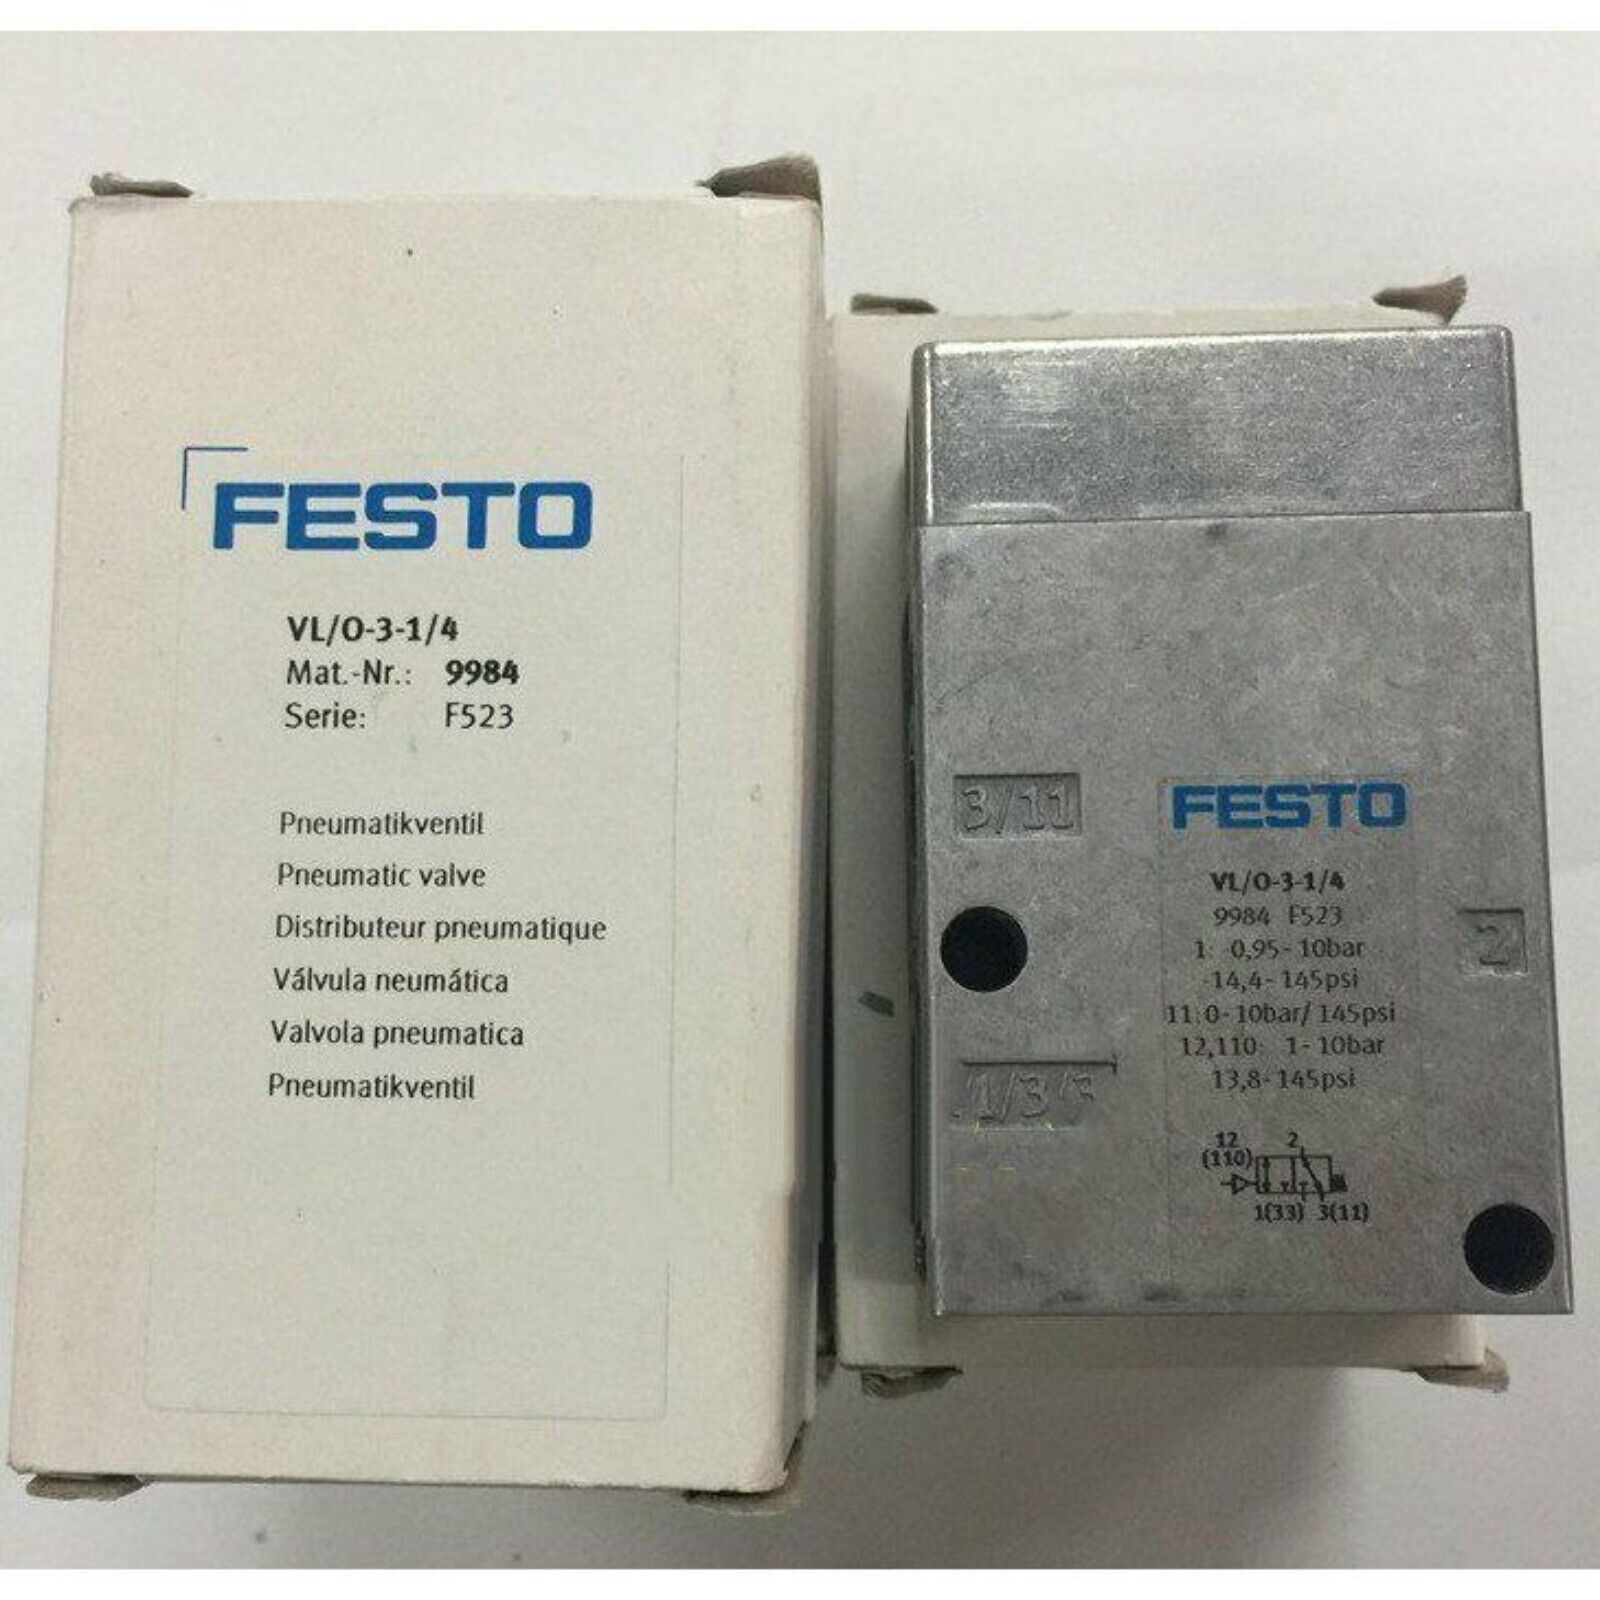 FESTO
VL/O-3-1/4
Mat.-Nr.: 9984
Serie: F523
Pneumatikventil
Pneumatic valve
Distributeur pneumatique
Válvula neumática
Valvola pneumatica
Pneumatikventil
3/11
FESTO
VL/O-3-1/4
9984 F523
1: 0,95-10bar
-14,4-145psi
11:0-10bar/145psi
12,110: 1-10bar
13,8-145psi
2
1/33
12 2
(110)
1(33) 3(11)